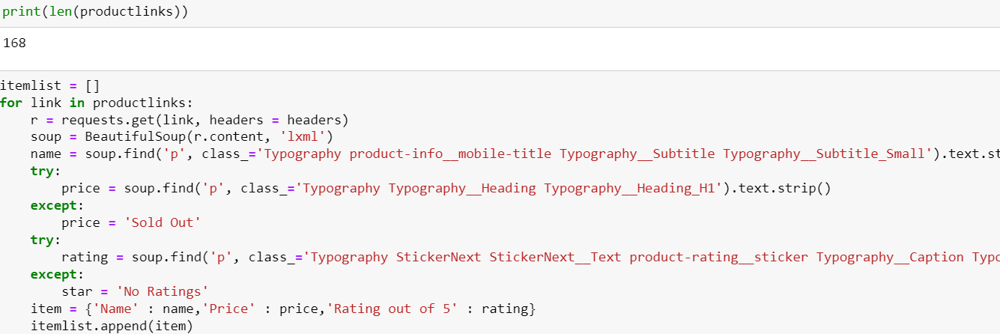 print(len(productlinks))
168
itemlist = []
for link in productlinks:
    r = requests.get(link, headers = headers)
    soup = BeautifulSoup(r.content, 'lxml')
    name = soup.find('p', class_='Typography product-info__mobile-title Typography__Subtitle Typography__Subtitle_Small').text.st
    try:
        price = soup.find('p', class_='Typography Typography__Heading Typography__Heading_H1').text.strip()
    except:
        price = 'Sold Out'
    try:
        rating = soup.find('p', class_='Typography StickerNext StickerNext__Text product-rating__sticker Typography__Caption Typo
    except:
        star = 'No Ratings'
    item = {'Name' : name,'Price' : price,'Rating out of 5' : rating}
    itemlist.append(item)